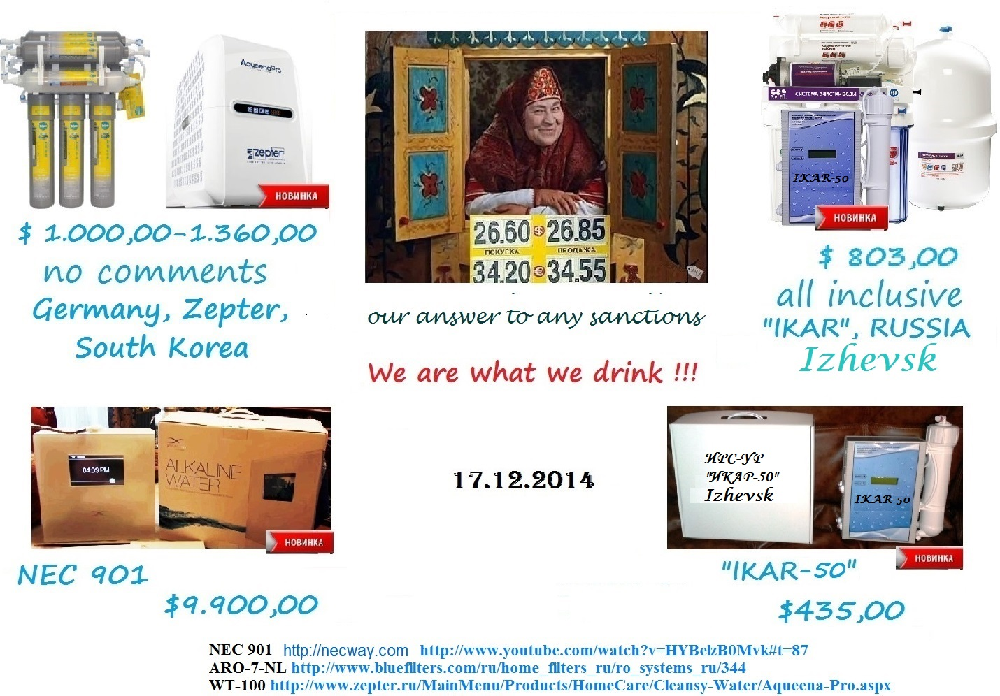 AqueenaPro
zepter
НОВИНКА
$ 1.000,00-1.360,00
no comments
Germany, Zepter,
South Korea
26.60 $ 26.85
ПОКУПКА ПРОДАЖА
34.20 € 34.55
our answer to any sanctions
We are what we drink !!!
17.12.2014
СИСТЕМА ОЧИСТКИ ВОДЫ
IKAR-50
НОВИНКА
$ 803,00
all inclusive
"IKAR", RUSSIA
Izhevsk
04:03 PM
ALKALINE
WATER
НОВИНКА
NEC 901
$9.900,00
ИРС-УР
"ИКАР-50"
Izhevsk
IKAR-50
НОВИНКА
"IKAR-50"
$435,00
NEC 901 http://necway.com http://www.youtube.com/watch?v=HYBelzB0Mvk#t=87
ARO-7-NL http://www.bluefilters.com/ru/home_filters_ru/ro_systems_ru/344
WT-100 http://www.zepter.ru/MainMenu/Products/HomeCare/Cleansy-Water/Aqueena-Pro.aspx